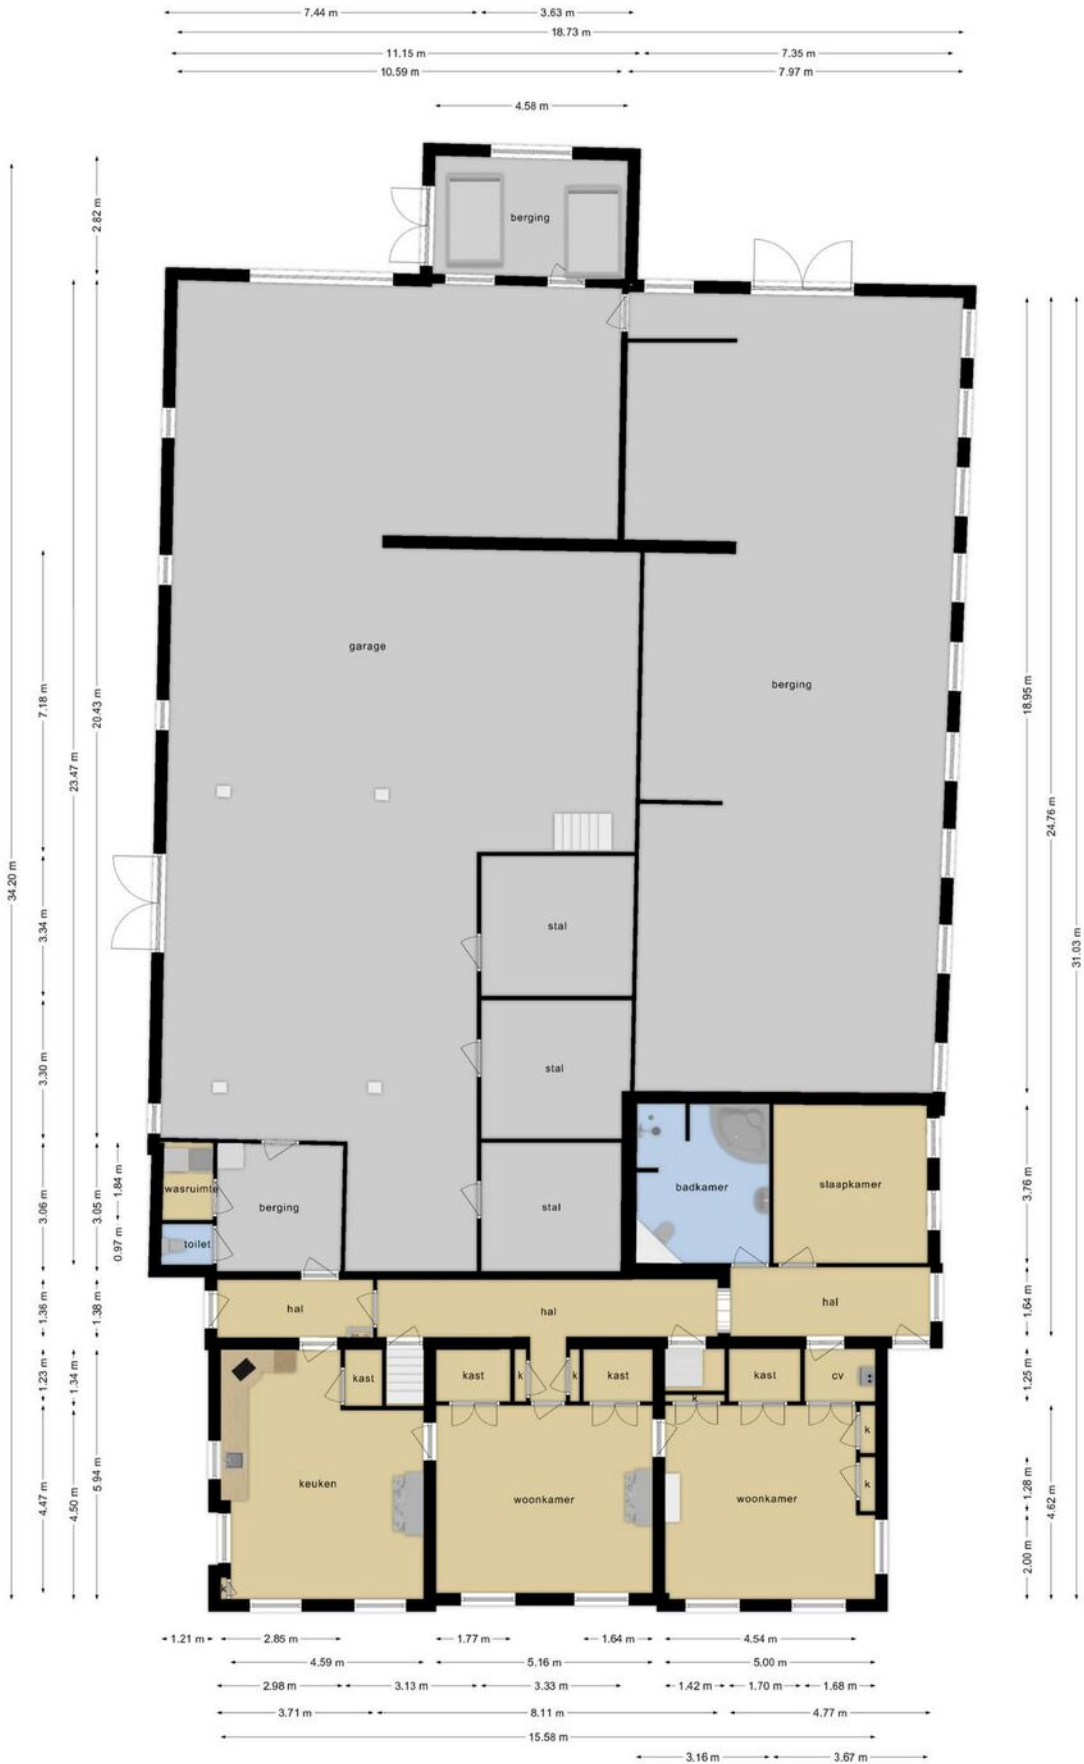 7.44 m 3.63 m
18.73 m
11.15 m 7.35 m
10.59 m 7.97 m
4.58 m
2.82 m
berging
34.20 m
7.18 m
23.47 m
20.43 m
garage
berging
18.95 m
24.76 m
31.03 m
3.34 m
stal
3.30 m
stal
3.06 m
3.05 m
1.84 m
0.97 m
wasruimte
toilet
berging
stal
badkamer
slaapkamer
3.76 m
1.36 m
1.38 m
hal
hal
hal
1.64 m
1.23 m
1.34 m
kast
kast
k
k
kast
k
kast
cv
1.25 m
4.47 m
4.50 m
5.94 m
keuken
woonkamer
woonkamer
k
k
k
1.28 m
2.00 m
4.62 m
1.21 m 2.85 m 1.77 m 1.64 m 4.54 m
4.59 m 5.16 m 5.00 m
2.98 m 3.13 m 3.33 m 1.42 m 1.70 m 1.68 m
3.71 m 8.11 m 4.77 m
15.58 m
3.16 m 3.67 m